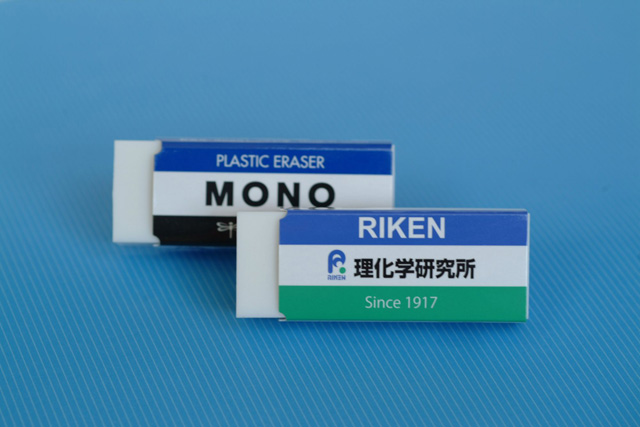 PLASTIC ERASER
MONO
RIKEN
RIKEN 理化学研究所
Since 1917